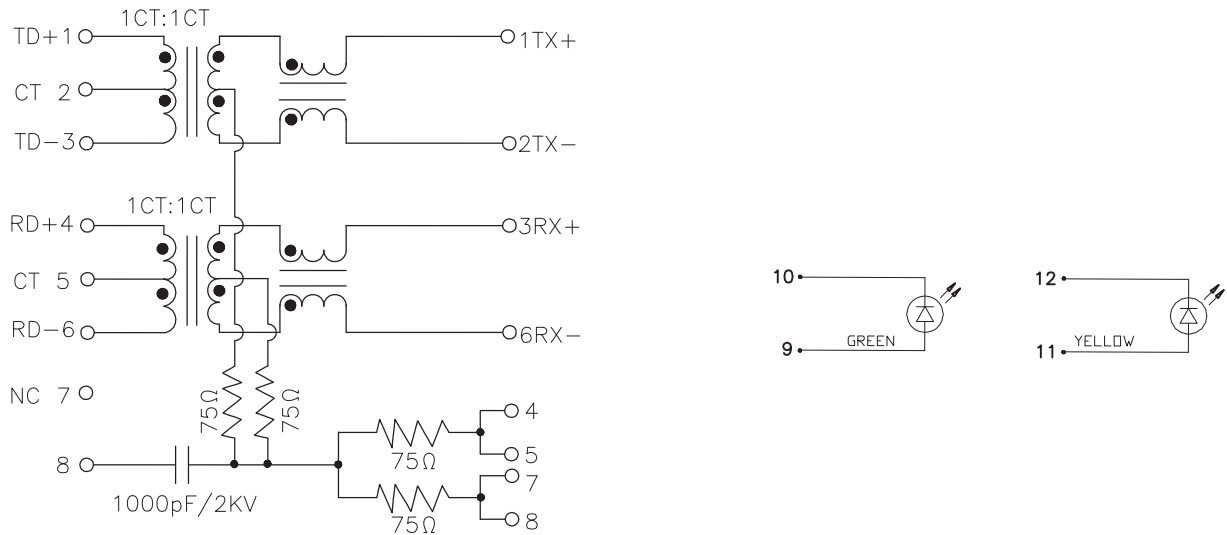 1CT:1CT
TD+1
1TX+
CT 2
TD-3
2TX-
1CT:1CT
RD+4
3RX+
CT 5
RD-6
6RX-
NC 7
75Ω
75Ω
4
75Ω
5
8
7
1000pF/2KV
75Ω
8
10
9
GREEN
12
11
YELLOW